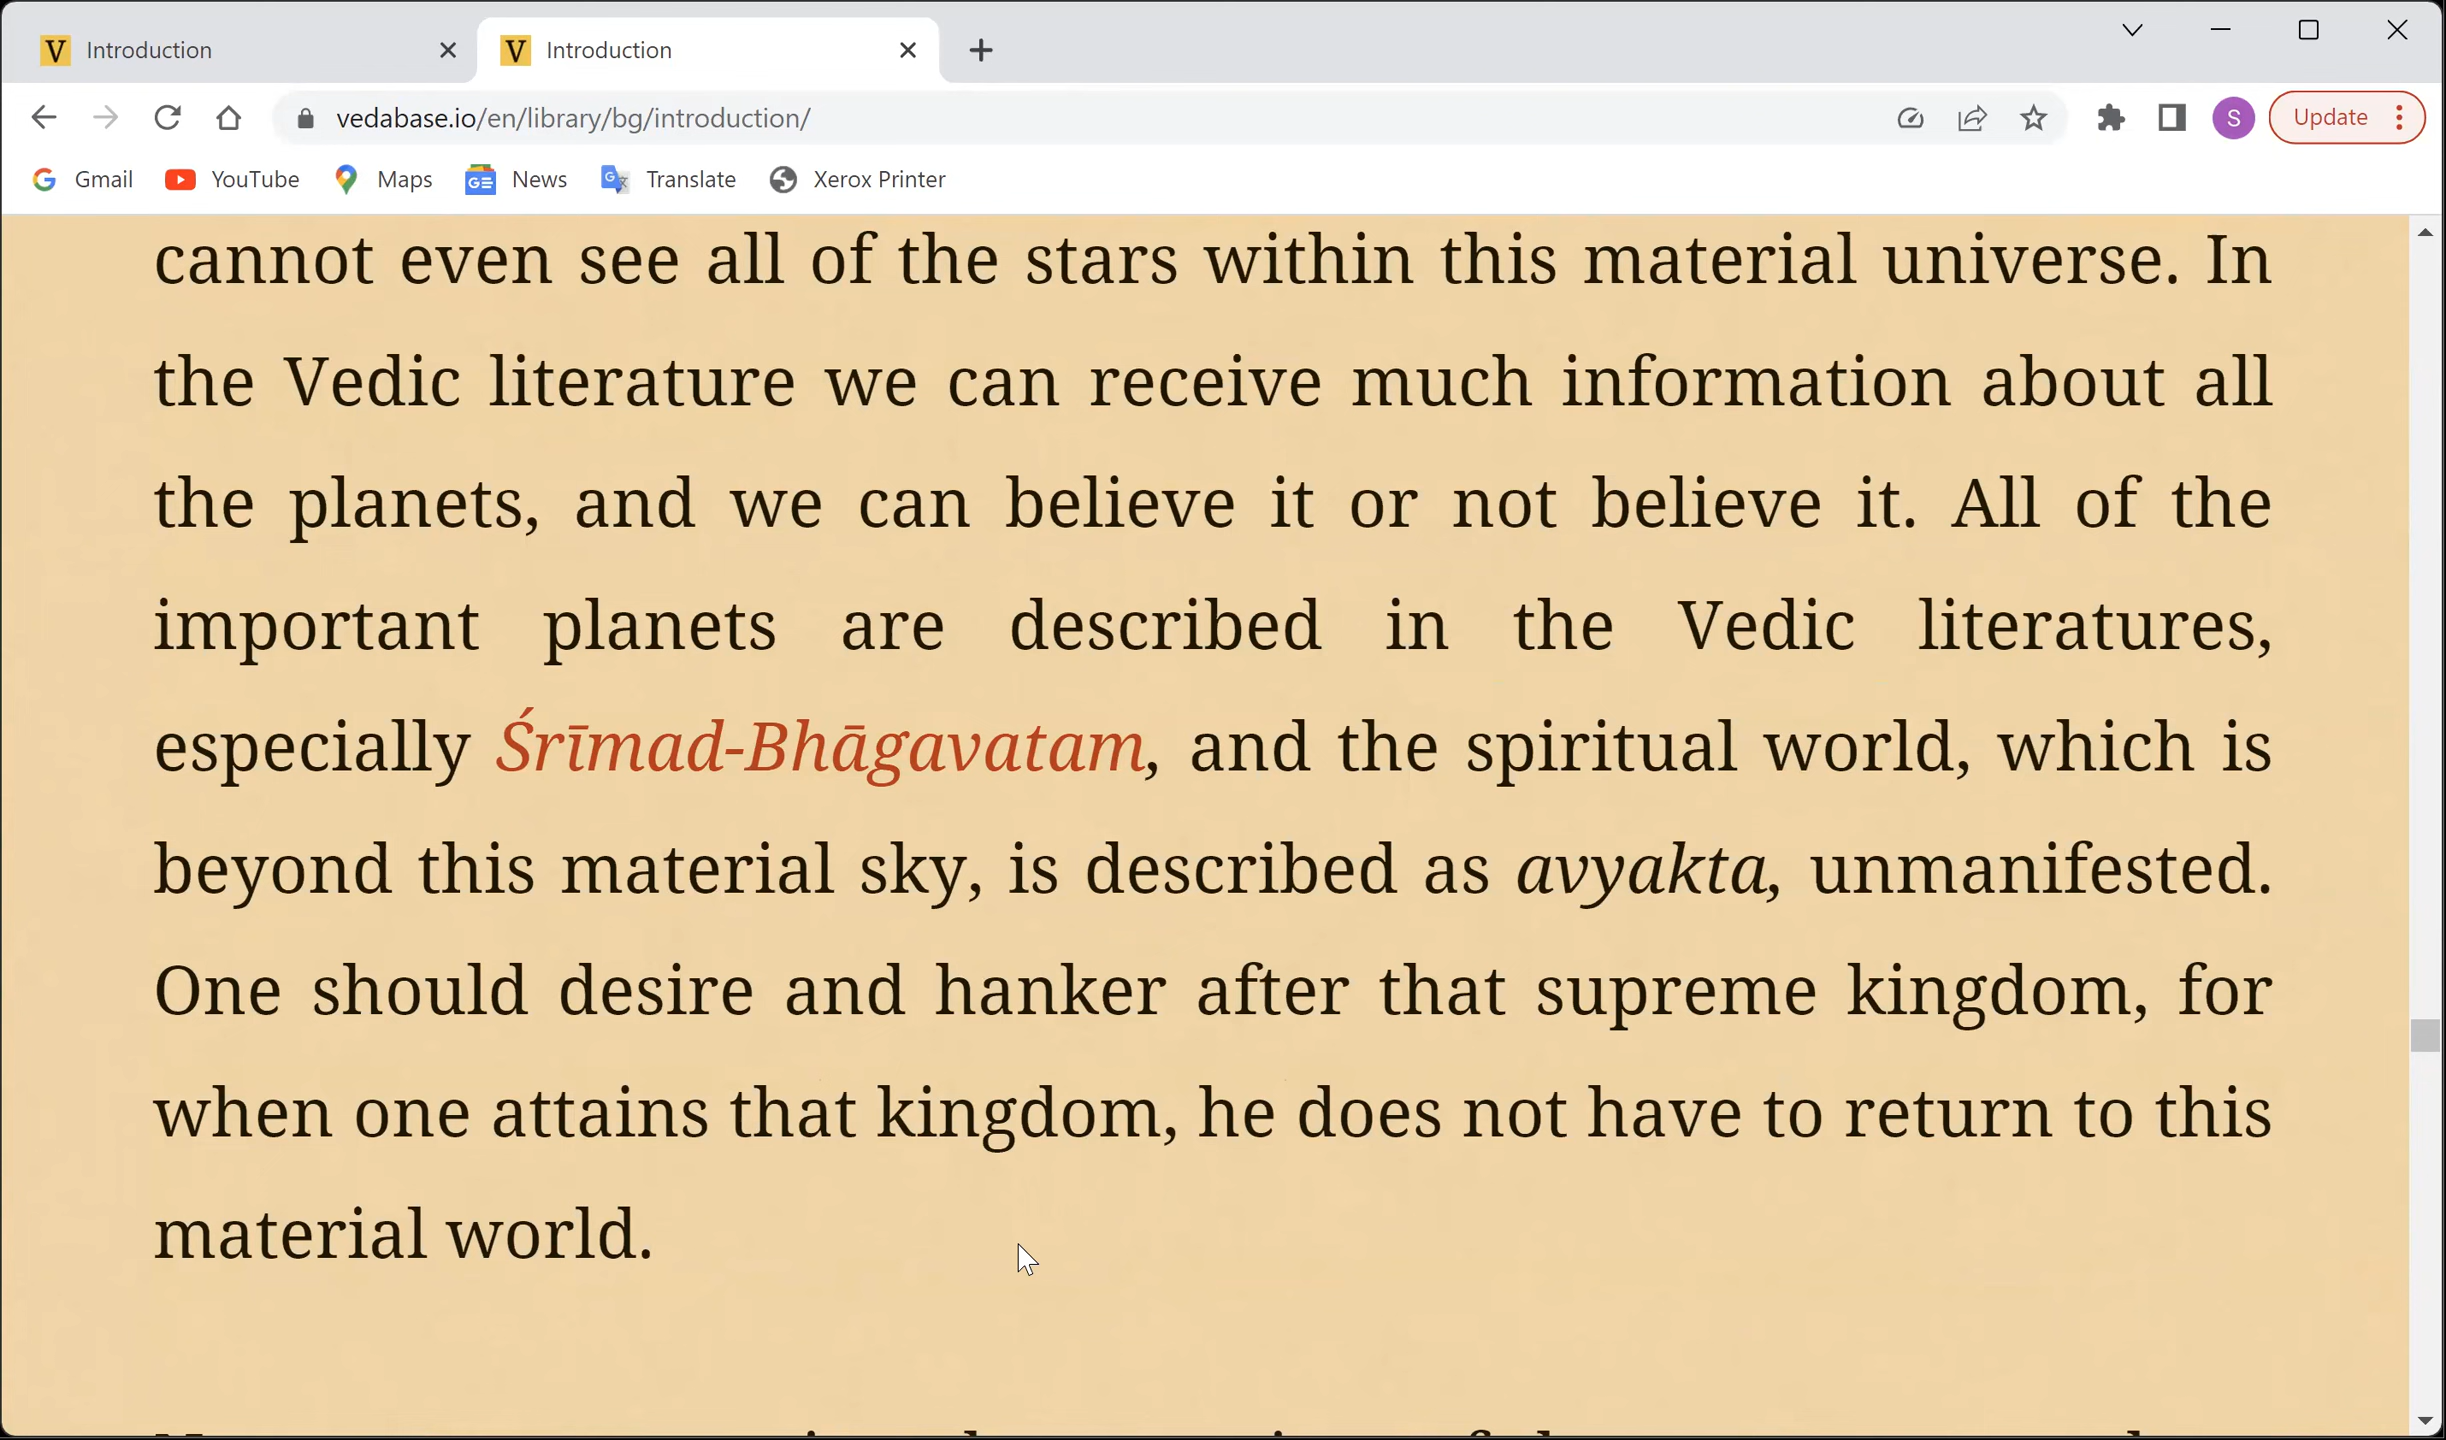 Introduction
Introduction
vedabase.io/en/library/bg/introduction/
S
Update
Gmail
YouTube
Maps
News
Translate
Xerox Printer
cannot even see all of the stars within this material universe. In
the Vedic literature we can receive much information about all
the planets, and we can believe it or not believe it. All of the
important planets are described in the Vedic literatures,
especially Śrīmad-Bhāgavatam, and the spiritual world, which is
beyond this material sky, is described as avyakta, unmanifested.
One should desire and hanker after that supreme kingdom, for
when one attains that kingdom, he does not have to return to this
material world.